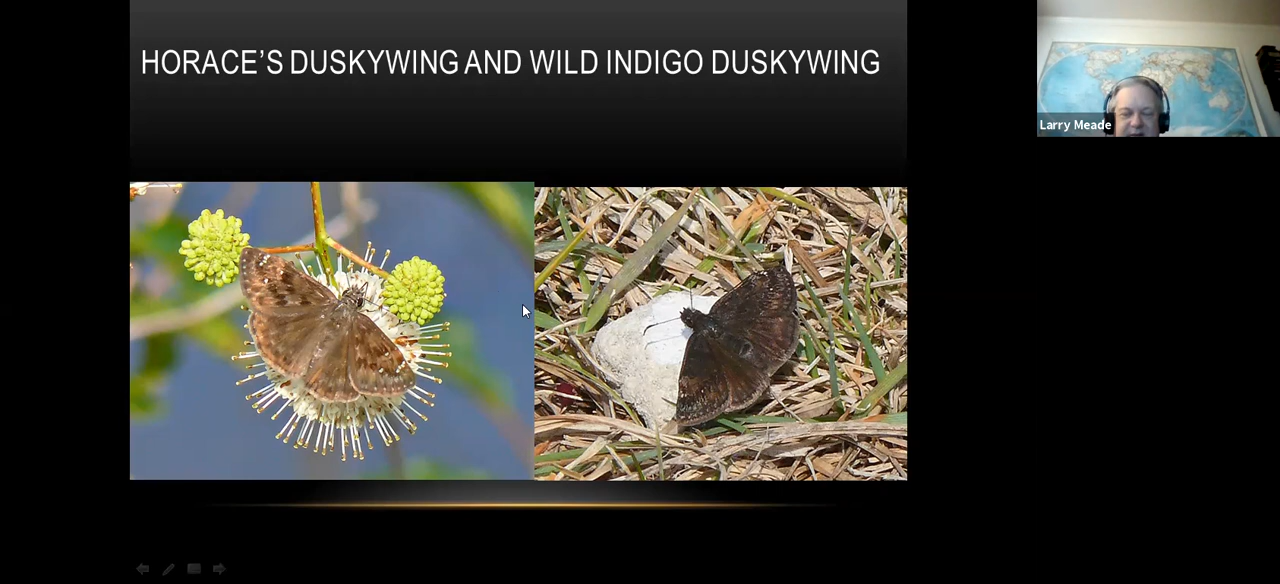 HORACE’S DUSKYWING AND WILD INDIGO DUSKYWING
Larry Meade